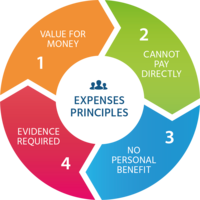 VALUE FOR
MONEY
1
2
CANNOT
PAY
DIRECTLY
EXPENSES
PRINCIPLES
3
NO
PERSONAL
BENEFIT
EVIDENCE
REQUIRED
4